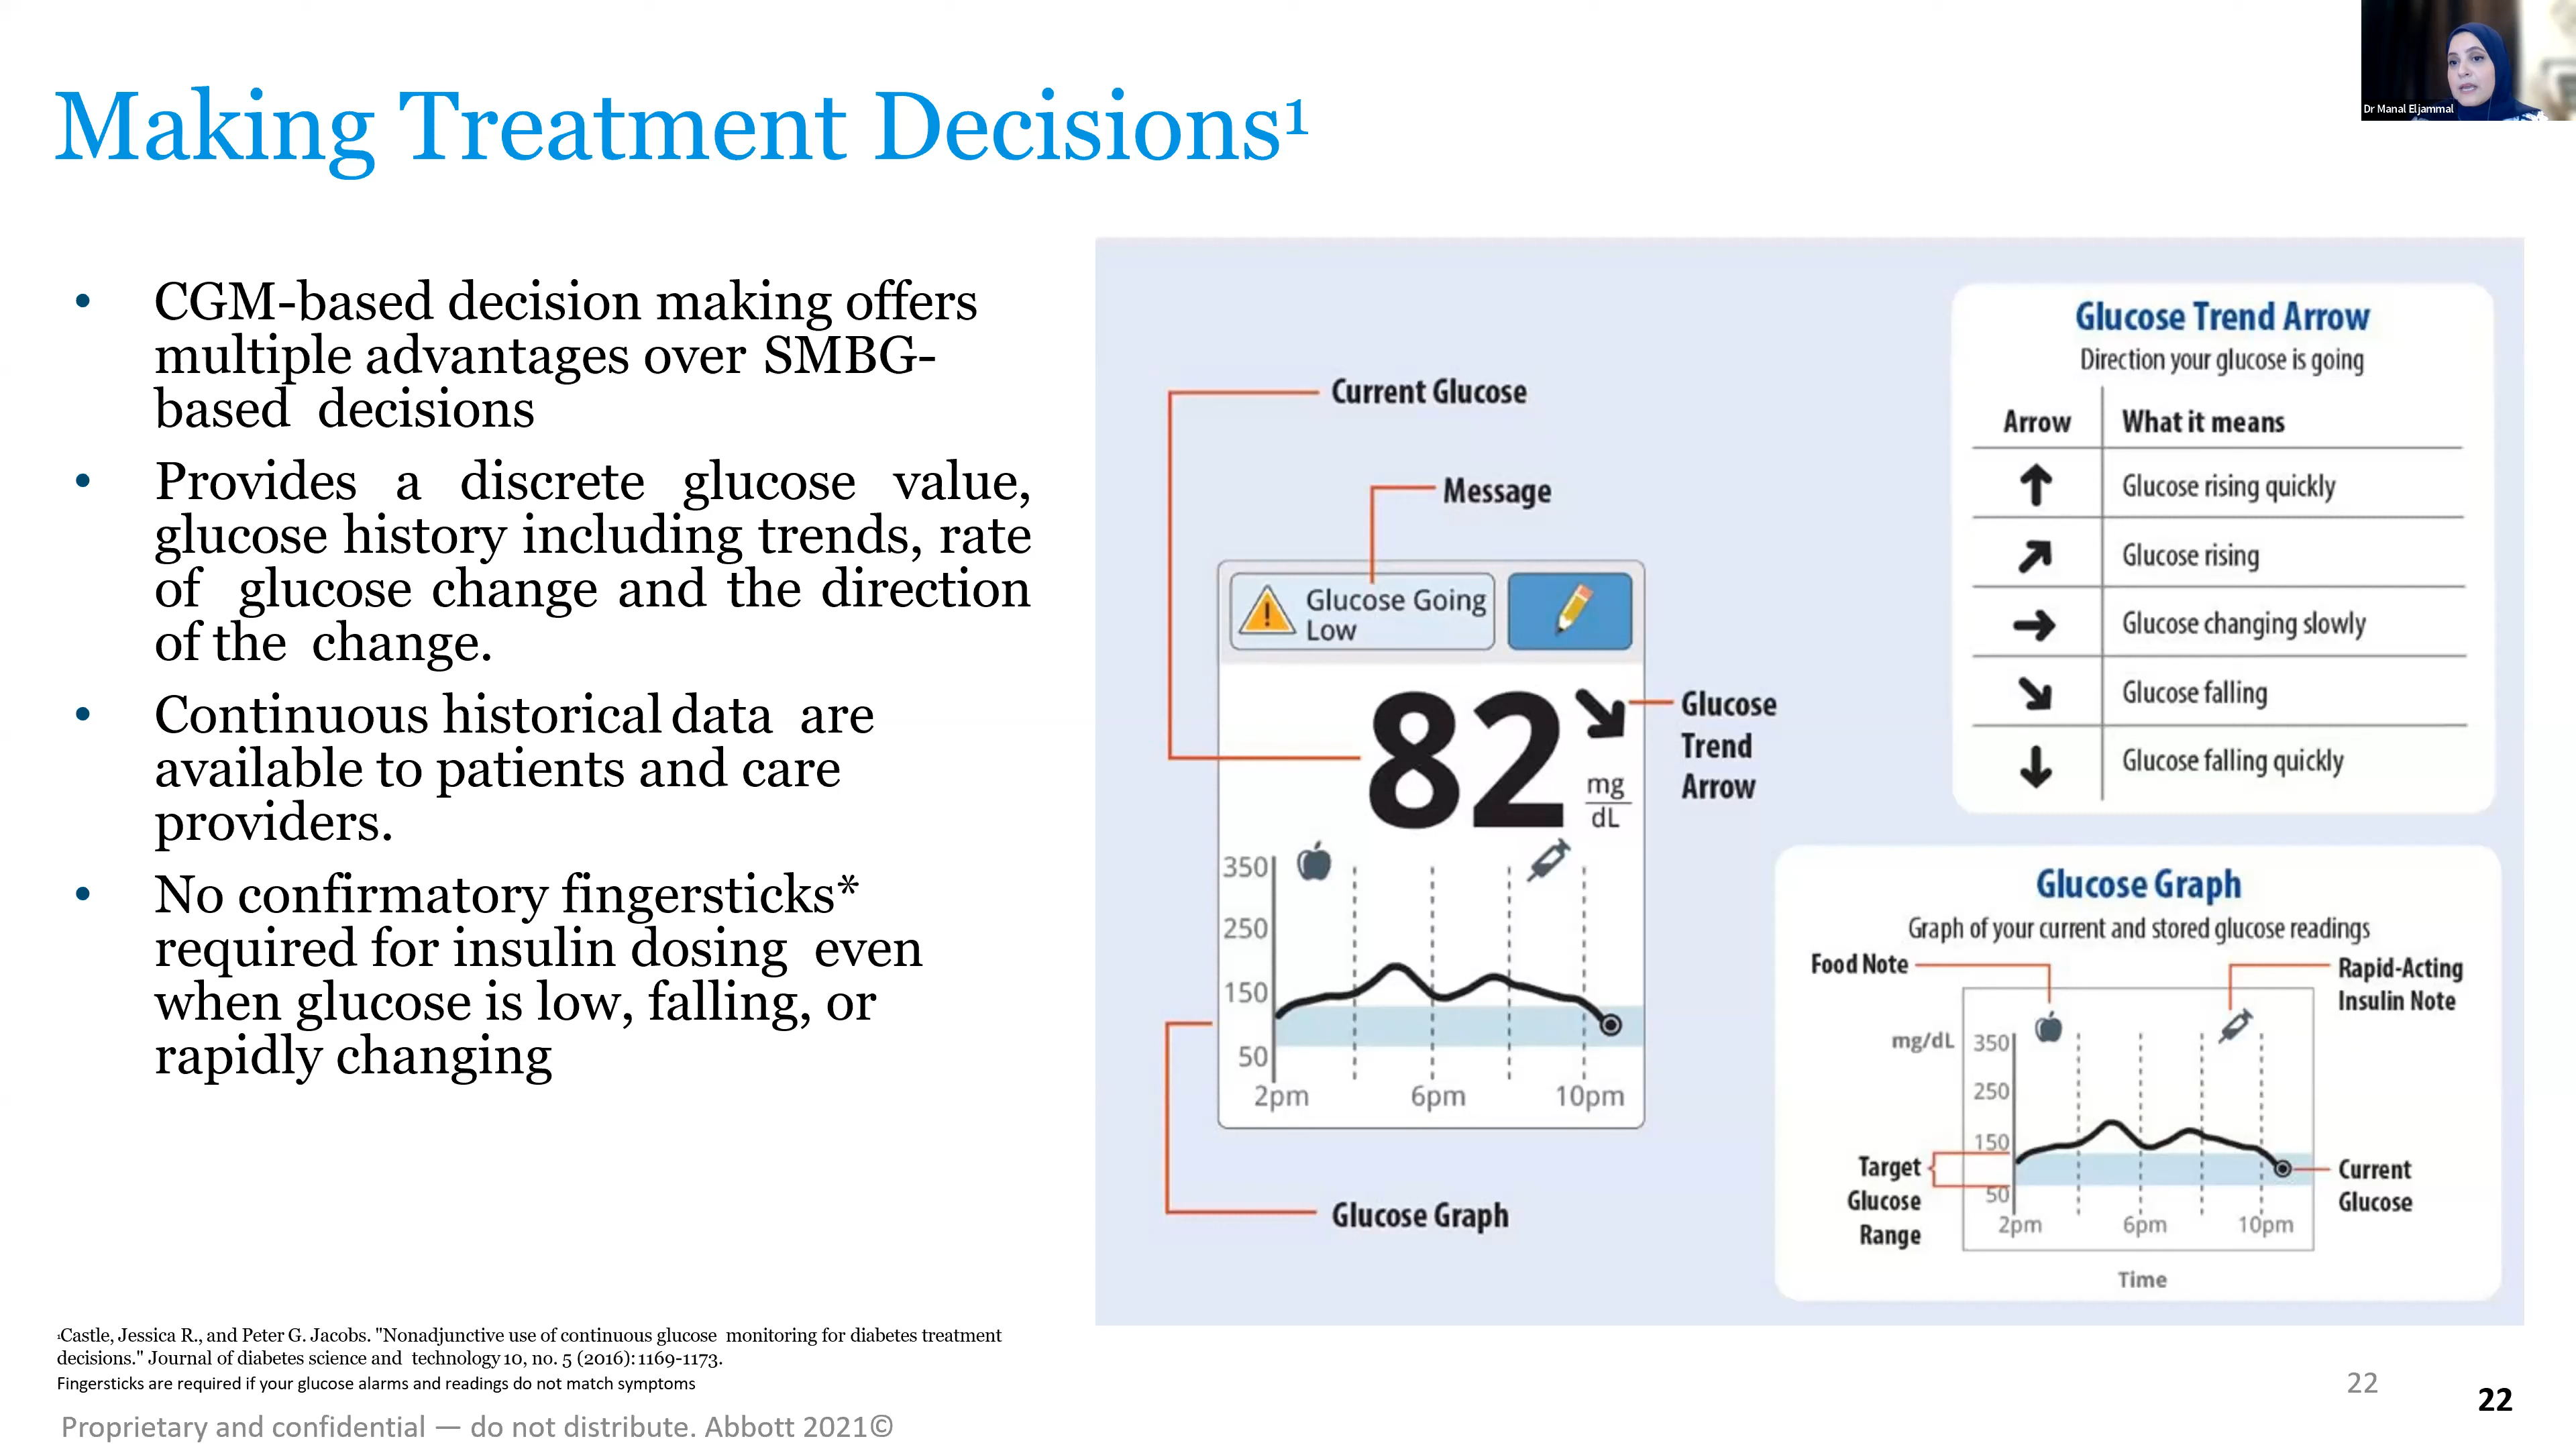 Dr Manal Eljammal
Making Treatment Decisions¹
• CGM-based decision making offers
multiple advantages over SMBG-
based decisions
• Provides a discrete glucose value,
glucose history including trends, rate
of glucose change and the direction
of the change.
• Continuous historical data are
available to patients and care
providers.
• No confirmatory fingersticks*
required for insulin dosing even
when glucose is low, falling, or
rapidly changing
Current Glucose
Message
Glucose Going
Low
82
mg
dL
Glucose
Trend
Arrow
350
250
150
50
2pm 6pm 10pm
Glucose Graph
Glucose Trend Arrow
Direction your glucose is going
Arrow What it means
↑ Glucose rising quickly
↗ Glucose rising
→ Glucose changing slowly
↘ Glucose falling
↓ Glucose falling quickly
Glucose Graph
Graph of your current and stored glucose readings
Food Note
Rapid-Acting
Insulin Note
mg/dL
350
250
150
50
2pm 6pm 10pm
Target
Glucose
Range
Current
Glucose
Time
¹Castle, Jessica R., and Peter G. Jacobs. "Nonadjunctive use of continuous glucose monitoring for diabetes treatment
decisions." Journal of diabetes science and technology 10, no. 5 (2016): 1169-1173.
Fingersticks are required if your glucose alarms and readings do not match symptoms
Proprietary and confidential — do not distribute. Abbott 2021©
22
22